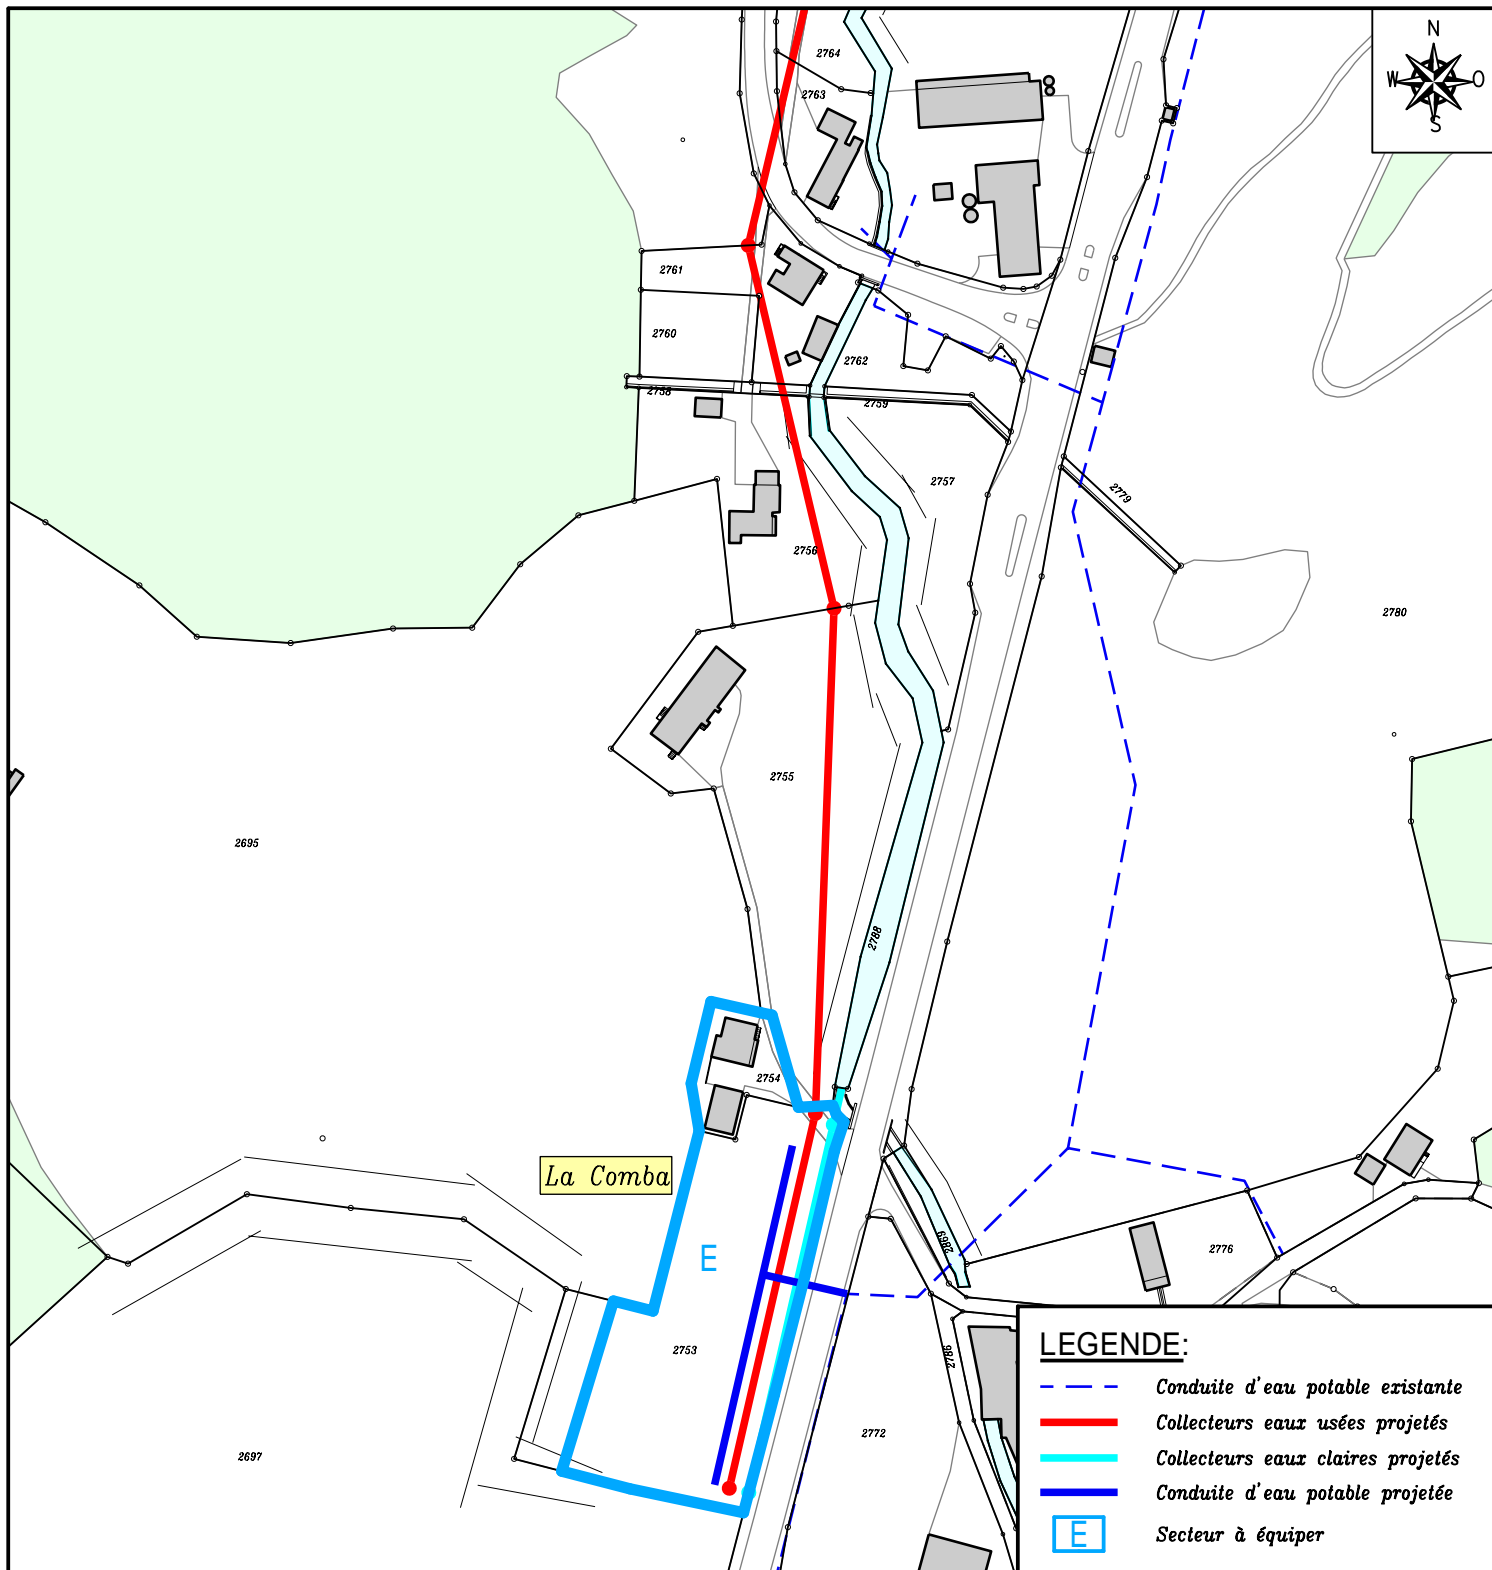 N
W O
S
2764
2763
2761
2760
2762
2758
2759
2757
2779
2756
2780
2755
2695
2788
2754
La Comba
E
2869
2776
2753
2786
2772
2697
LEGENDE:
Conduite d'eau potable existante
Collecteurs eaux usées projetés
Collecteurs eaux claires projetés
Conduite d'eau potable projetée
E Secteur à équiper